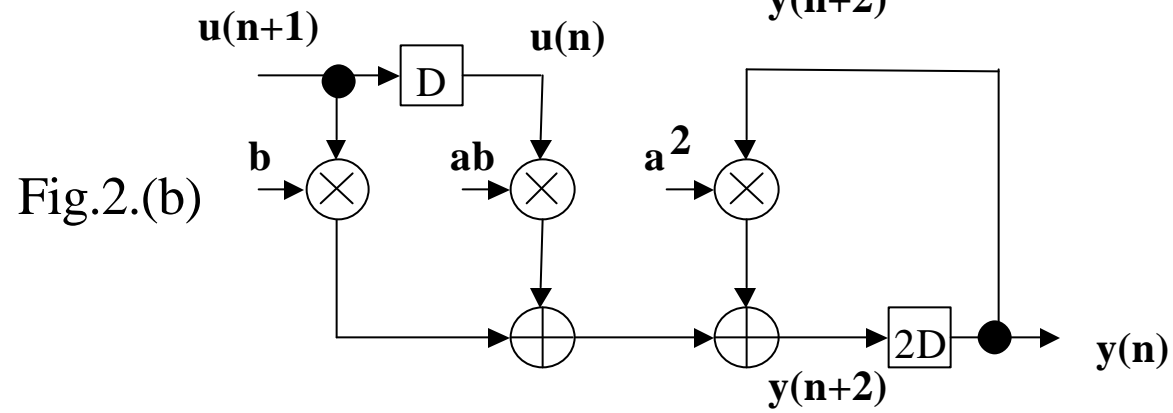 y(n+2)
u(n+1)
u(n)
D
b
ab
a²
Fig.2.(b)
2D
y(n)
y(n+2)